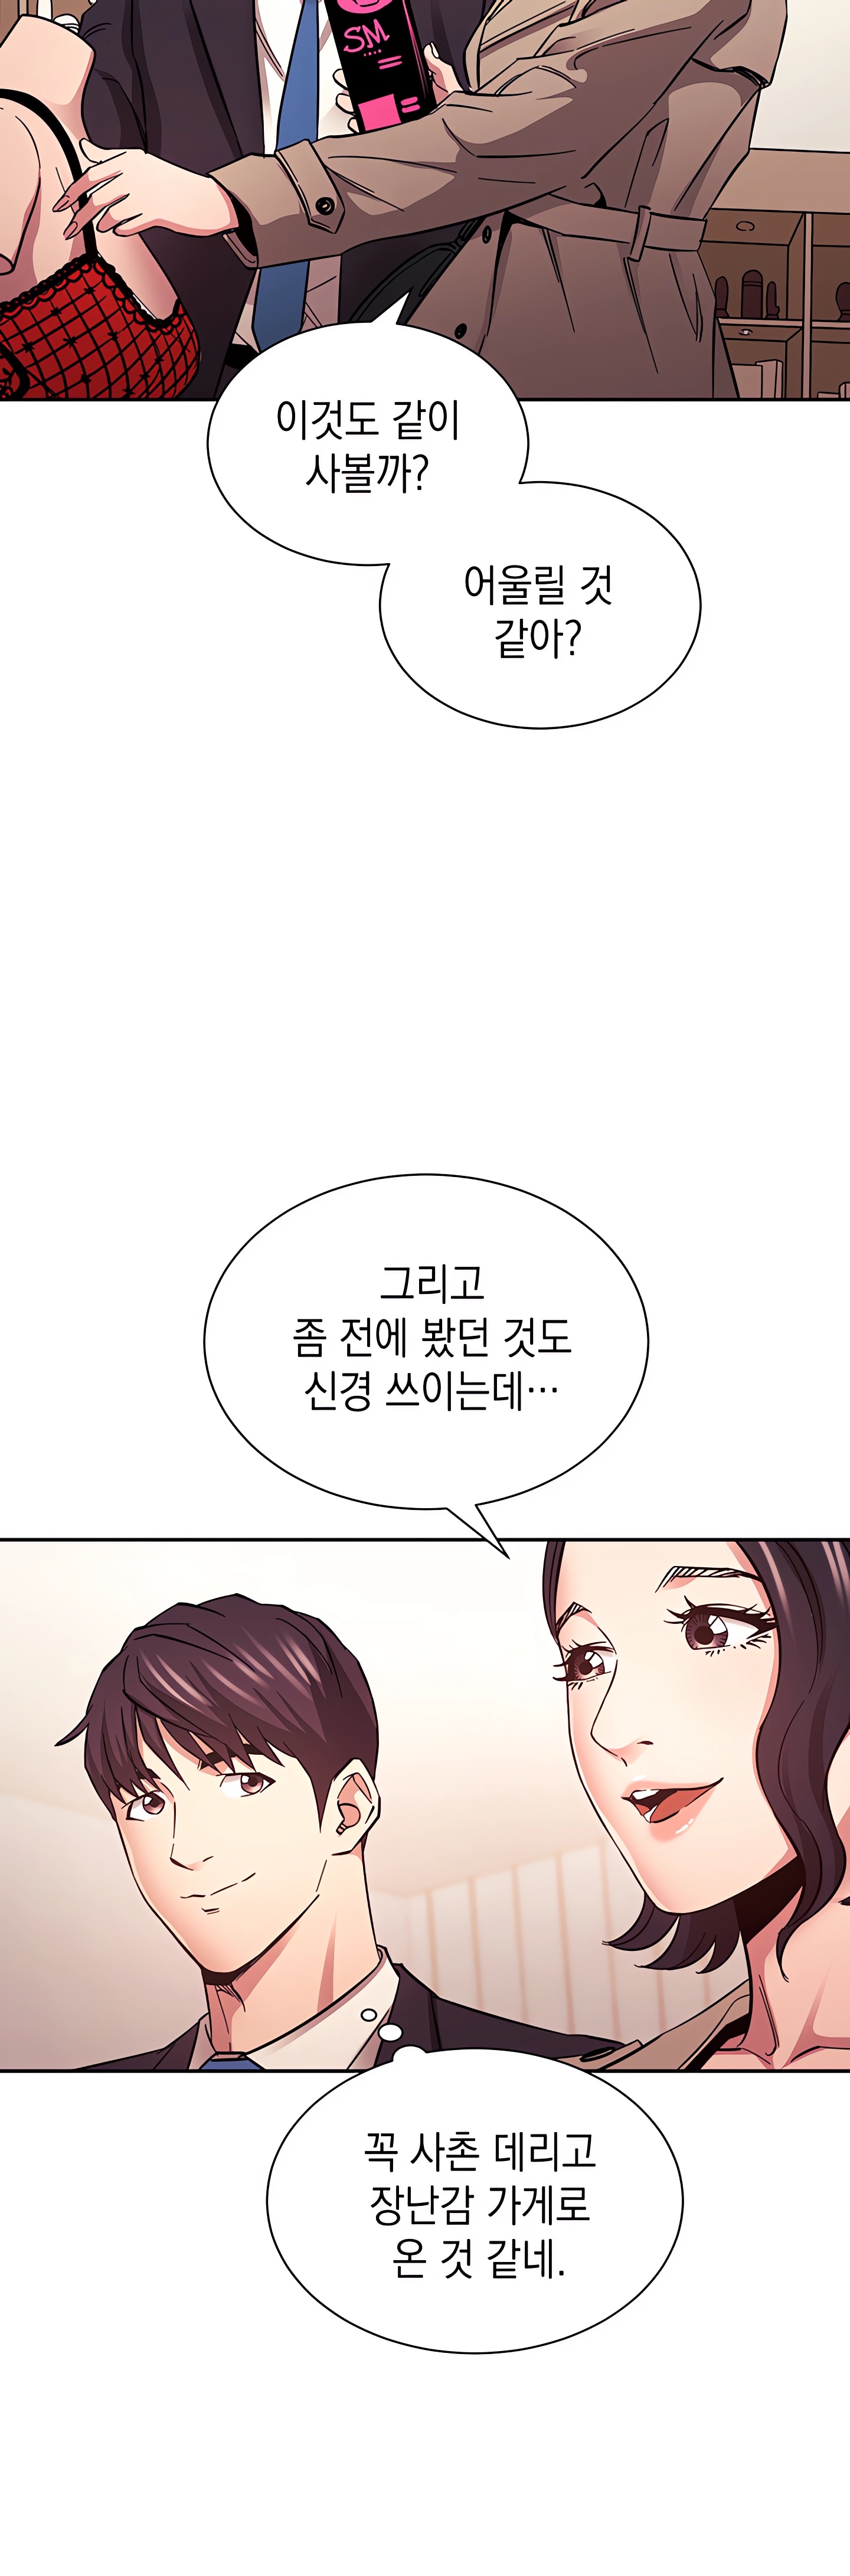 SM
이것도 같이
사볼까?
어울릴 것
같아?
그리고
좀 전에 봤던 것도
신경 쓰이는데…
꼭 사촌 데리고
장난감 가게로
온 것 같네.